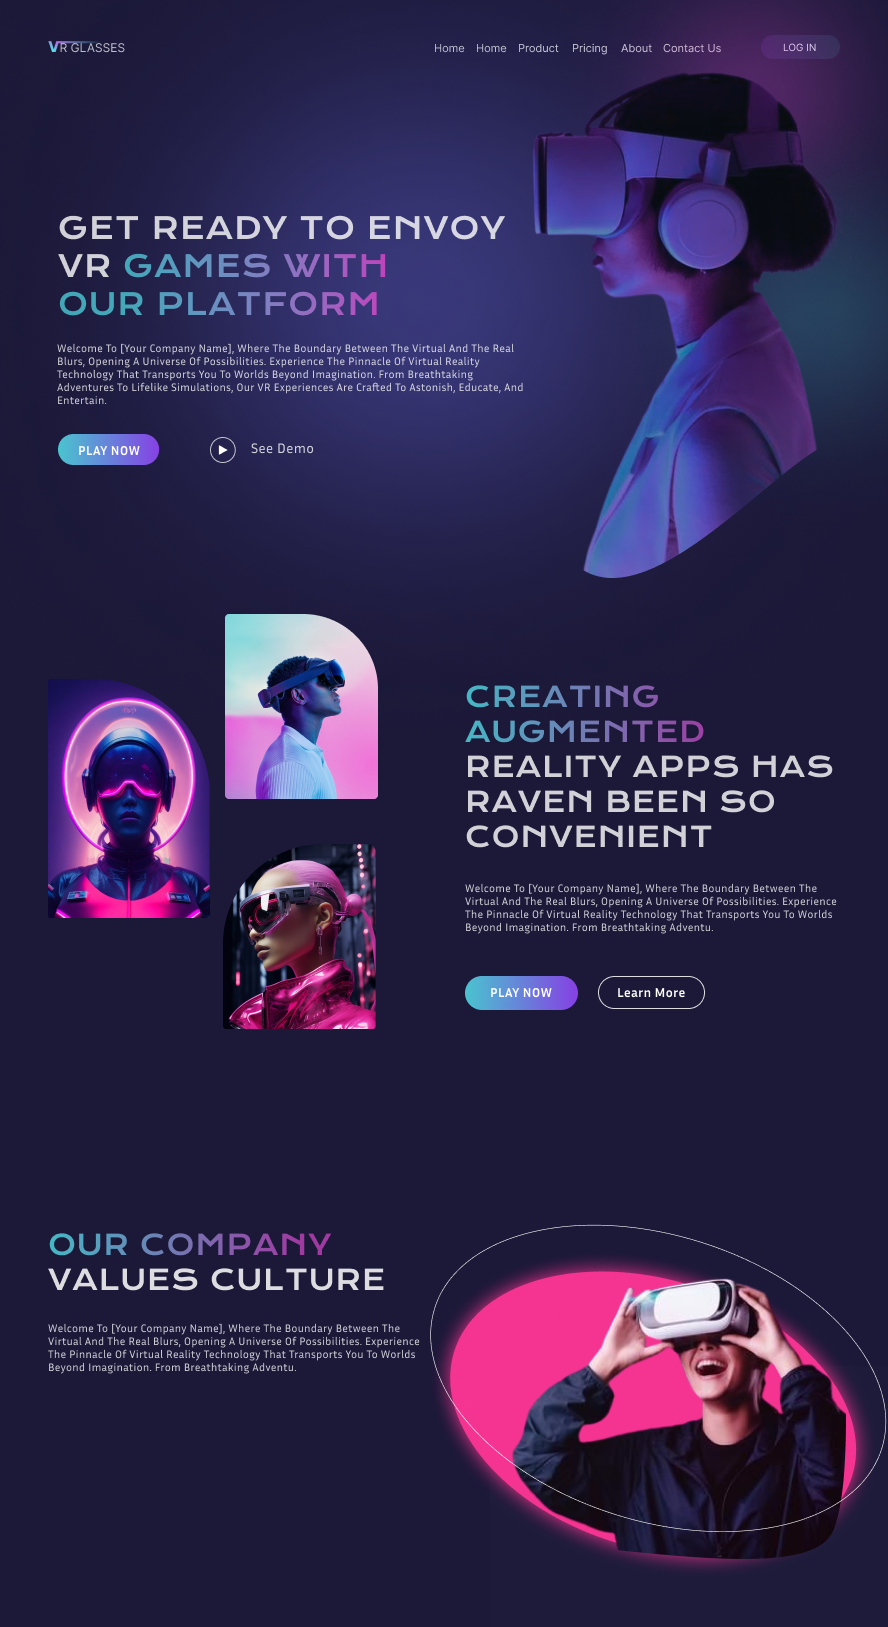 VR GLASSES
Home Home Product Pricing About Contact Us LOG IN
GET READY TO ENVOY
VR GAMES WITH
OUR PLATFORM
Welcome To [Your Company Name], Where The Boundary Between The Virtual And The Real
Blurs, Opening A Universe Of Possibilities. Experience The Pinnacle Of Virtual Reality
Technology That Transports You To Worlds Beyond Imagination. From Breathtaking
Adventures To Lifelike Simulations, Our VR Experiences Are Crafted To Astonish, Educate, And
Entertain.
PLAY NOW See Demo
CREATING
AUGMENTED
REALITY APPS HAS
RAVEN BEEN SO
CONVENIENT
Welcome To [Your Company Name], Where The Boundary Between The
Virtual And The Real Blurs, Opening A Universe Of Possibilities. Experience
The Pinnacle Of Virtual Reality Technology That Transports You To Worlds
Beyond Imagination. From Breathtaking Adventu.
PLAY NOW Learn More
OUR COMPANY
VALUES CULTURE
Welcome To [Your Company Name], Where The Boundary Between The
Virtual And The Real Blurs, Opening A Universe Of Possibilities. Experience
The Pinnacle Of Virtual Reality Technology That Transports You To Worlds
Beyond Imagination. From Breathtaking Adventu.